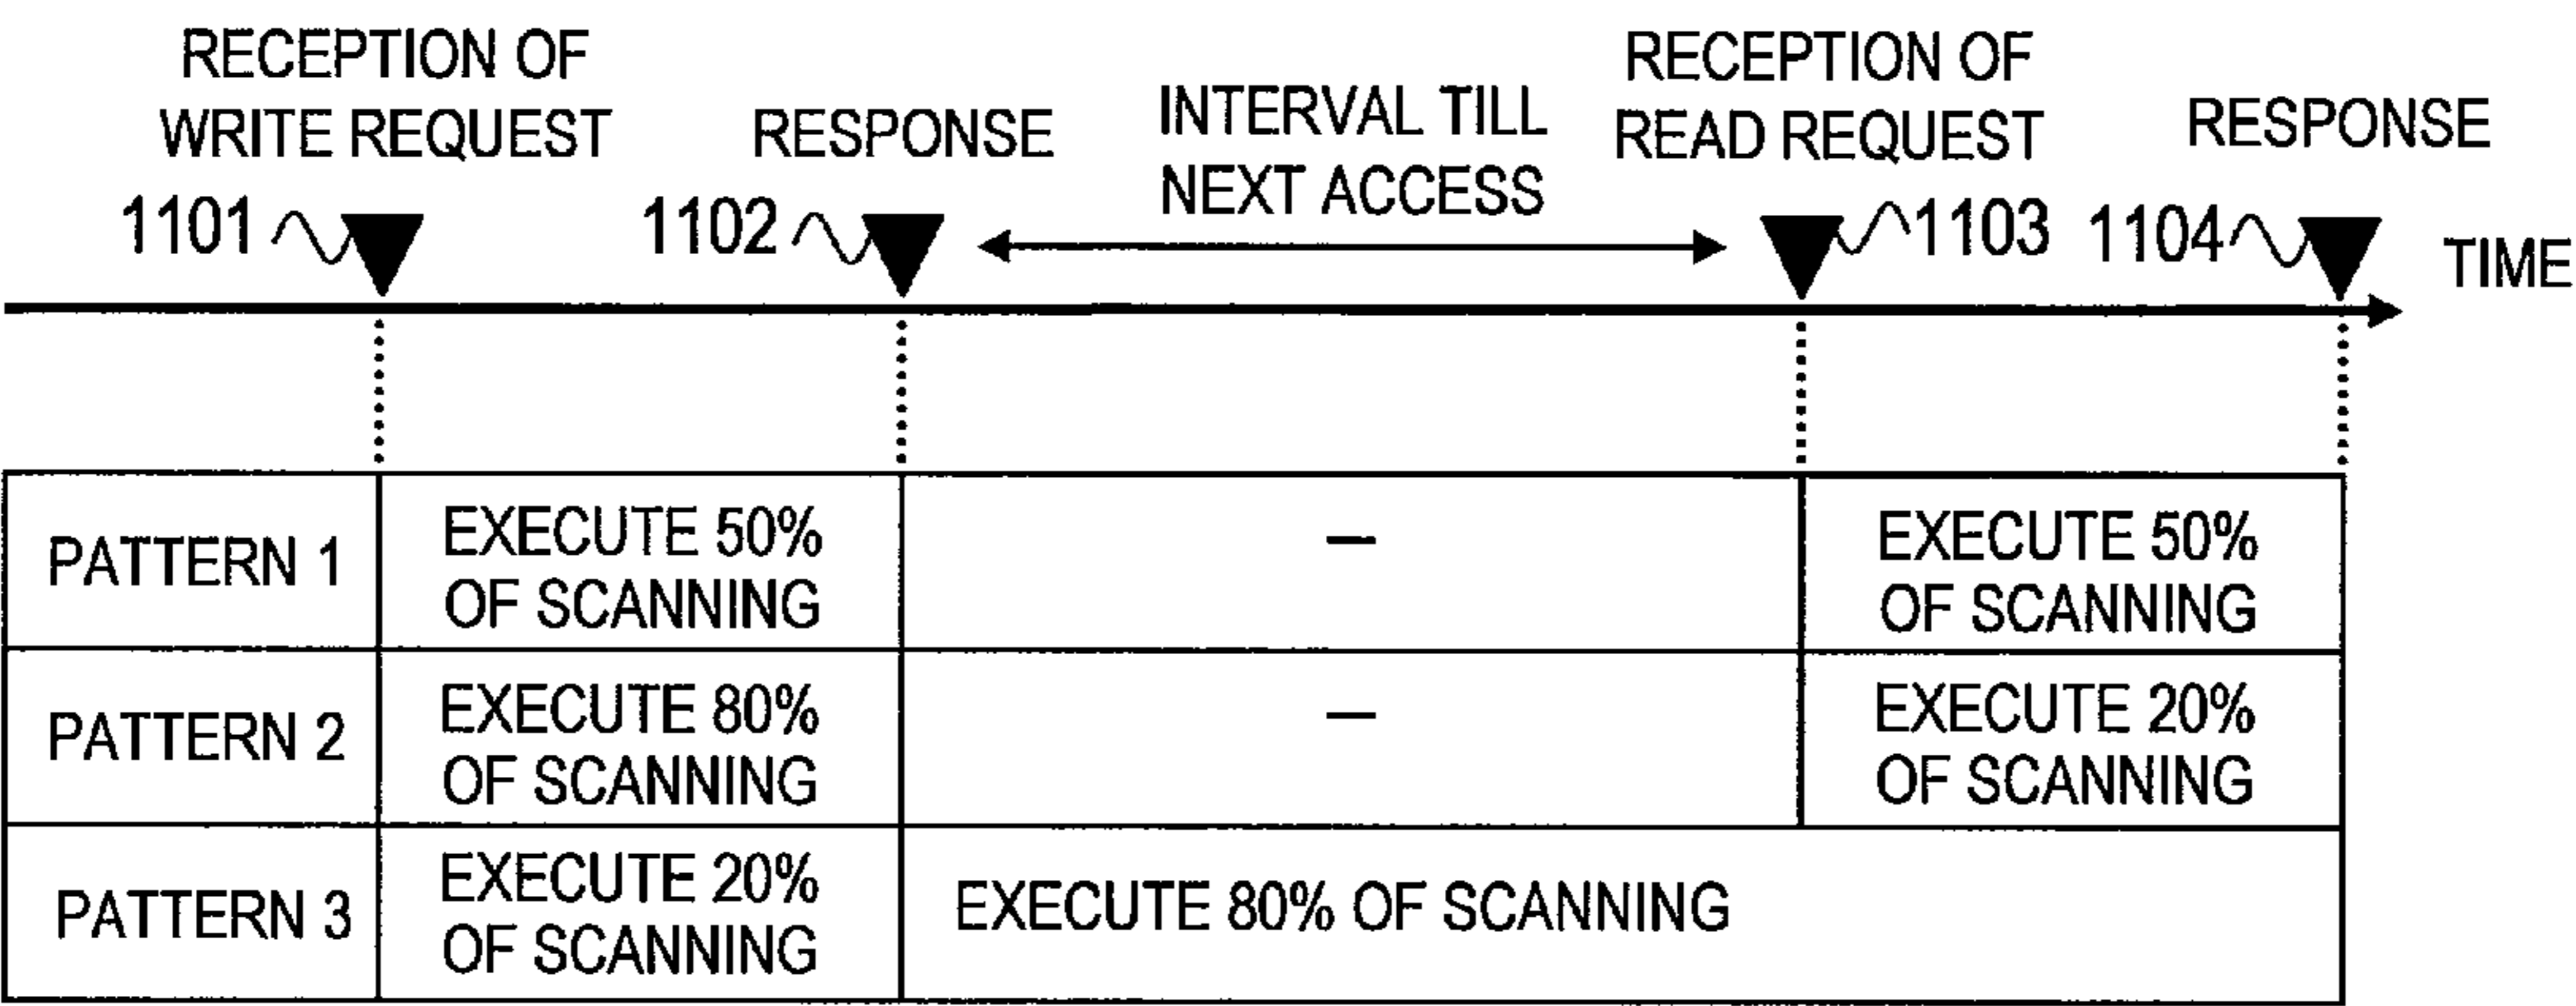 RECEPTION OF
WRITE REQUEST
RESPONSE
INTERVAL TILL
NEXT ACCESS
RECEPTION OF
READ REQUEST
RESPONSE
1101
1102
1103
1104
TIME
PATTERN 1
EXECUTE 50%
OF SCANNING
–
EXECUTE 50%
OF SCANNING
PATTERN 2
EXECUTE 80%
OF SCANNING
–
EXECUTE 20%
OF SCANNING
PATTERN 3
EXECUTE 20%
OF SCANNING
EXECUTE 80% OF SCANNING